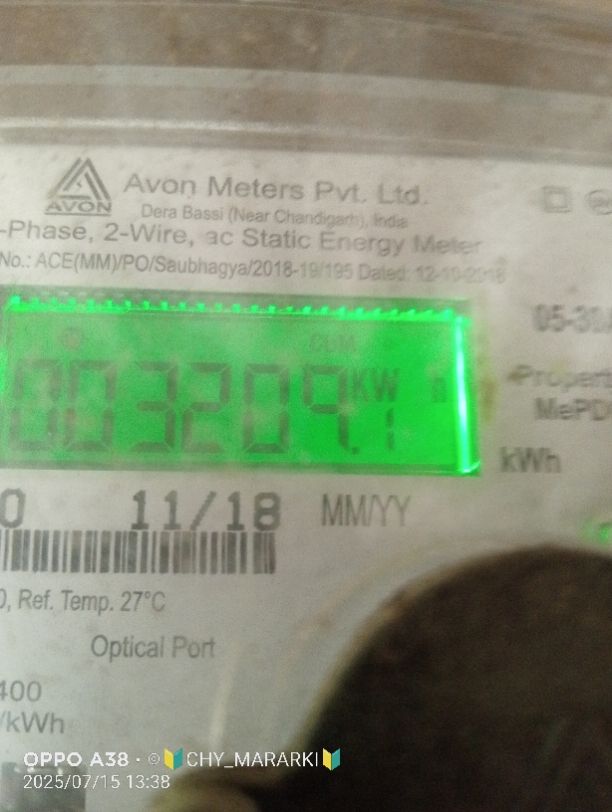 Avon Meters Pvt. Ltd.
AVON
Dera Bassi (Near Chandigarh), India
-Phase, 2-Wire, ac Static Energy Meter
No.: ACE(MM)/PO/Saubhagya/2018-19/195 Dated: 12-10-2018
CUM
003209.1 KW
kWh
0 11/18 MM/YY
0, Ref. Temp. 27°C
Optical Port
400
/kWh
OPPO A38 · © 🔰CHY_MARARKI🔰
2025/07/15 13:38